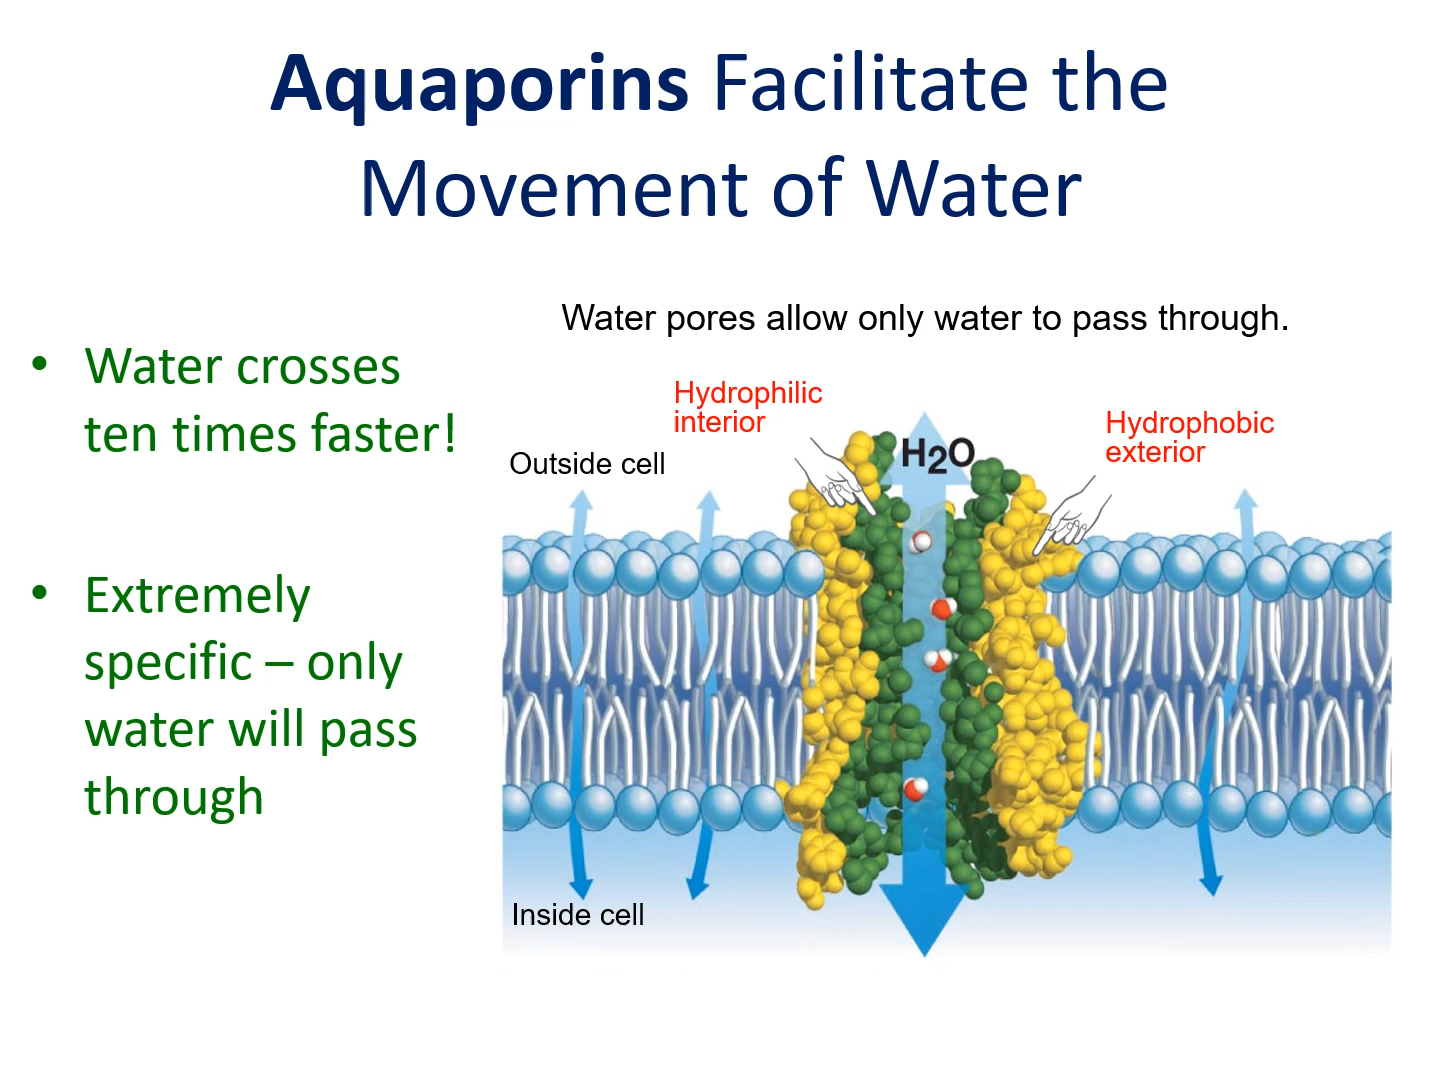 Aquaporins Facilitate the
Movement of Water
• Water crosses
ten times faster!
• Extremely
specific – only
water will pass
through
Water pores allow only water to pass through.
Hydrophilic
interior
Hydrophobic
exterior
Outside cell
H2O
Inside cell